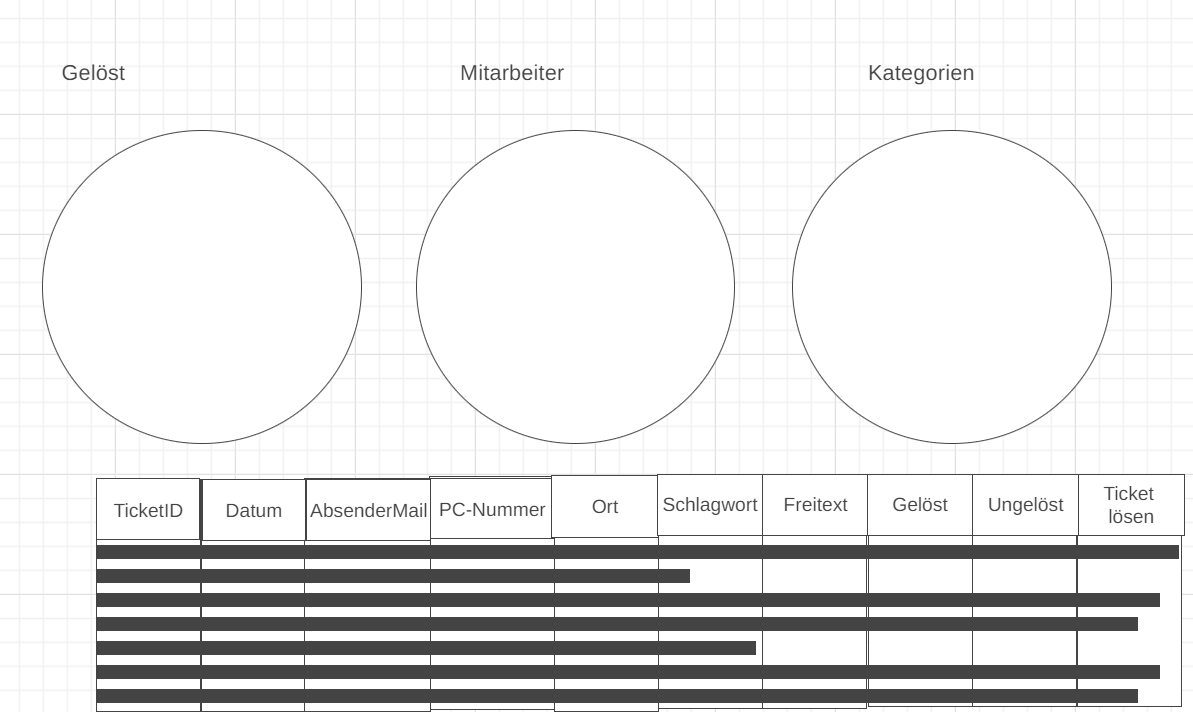 Gelöst
Mitarbeiter
Kategorien
TicketID
Datum
AbsenderMail
PC-Nummer
Ort
Schlagwort
Freitext
Gelöst
Ungelöst
Ticket
lösen